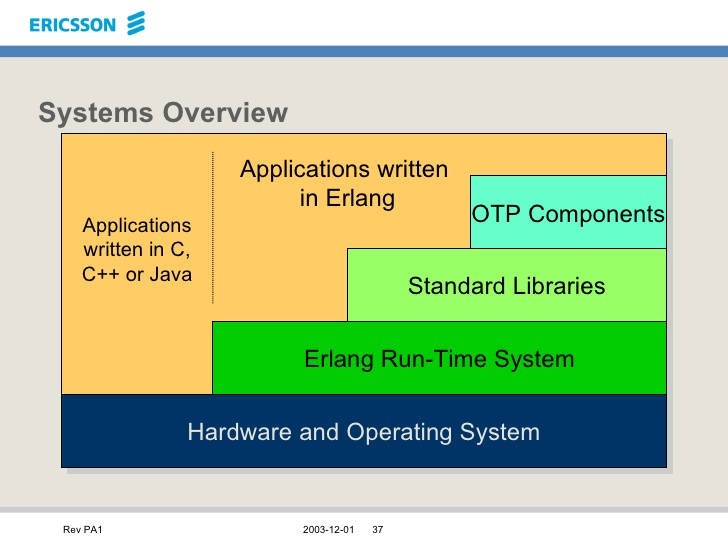 ERICSSON
Systems Overview
Applications written
in Erlang
Applications
written in C,
C++ or Java
OTP Components
Standard Libraries
Erlang Run-Time System
Hardware and Operating System
Rev PA1 2003-12-01 37